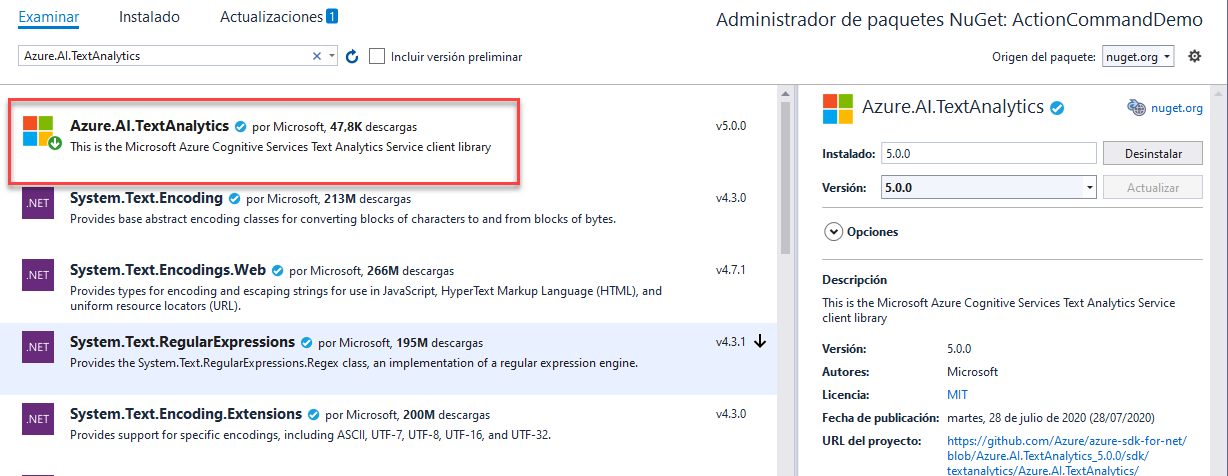 Examinar Instalado Actualizaciones 1
Administrador de paquetes NuGet: ActionCommandDemo
Azure.AI.TextAnalytics
Incluir versión preliminar
Origen del paquete: nuget.org
Azure.AI.TextAnalytics por Microsoft, 47,8K descargas v5.0.0
This is the Microsoft Azure Cognitive Services Text Analytics Service client library
.NET System.Text.Encoding por Microsoft, 213M descargas v4.3.0
Provides base abstract encoding classes for converting blocks of characters to and from blocks of bytes.
.NET System.Text.Encodings.Web por Microsoft, 266M descargas v4.7.1
Provides types for encoding and escaping strings for use in JavaScript, HyperText Markup Language (HTML), and
uniform resource locators (URL).
.NET System.Text.RegularExpressions por Microsoft, 195M descargas v4.3.1
Provides the System.Text.RegularExpressions.Regex class, an implementation of a regular expression engine.
.NET System.Text.Encoding.Extensions por Microsoft, 200M descargas v4.3.0
Provides support for specific encodings, including ASCII, UTF-7, UTF-8, UTF-16, and UTF-32.
Azure.AI.TextAnalytics nuget.org
Instalado: 5.0.0 Desinstalar
Versión: 5.0.0 Actualizar
Opciones
Descripción
This is the Microsoft Azure Cognitive Services Text Analytics Service
client library
Versión: 5.0.0
Autores: Microsoft
Licencia: MIT
Fecha de publicación: martes, 28 de julio de 2020 (28/07/2020)
URL del proyecto: https://github.com/Azure/azure-sdk-for-net/
blob/Azure.AI.TextAnalytics_5.0.0/sdk/
textanalytics/Azure.AI.TextAnalytics/